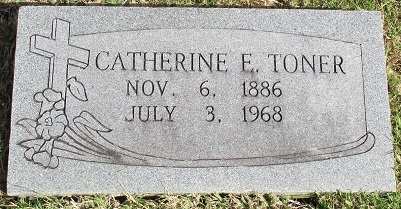 CATHERINE E. TONER
NOV. 6, 1886
JULY 3, 1968